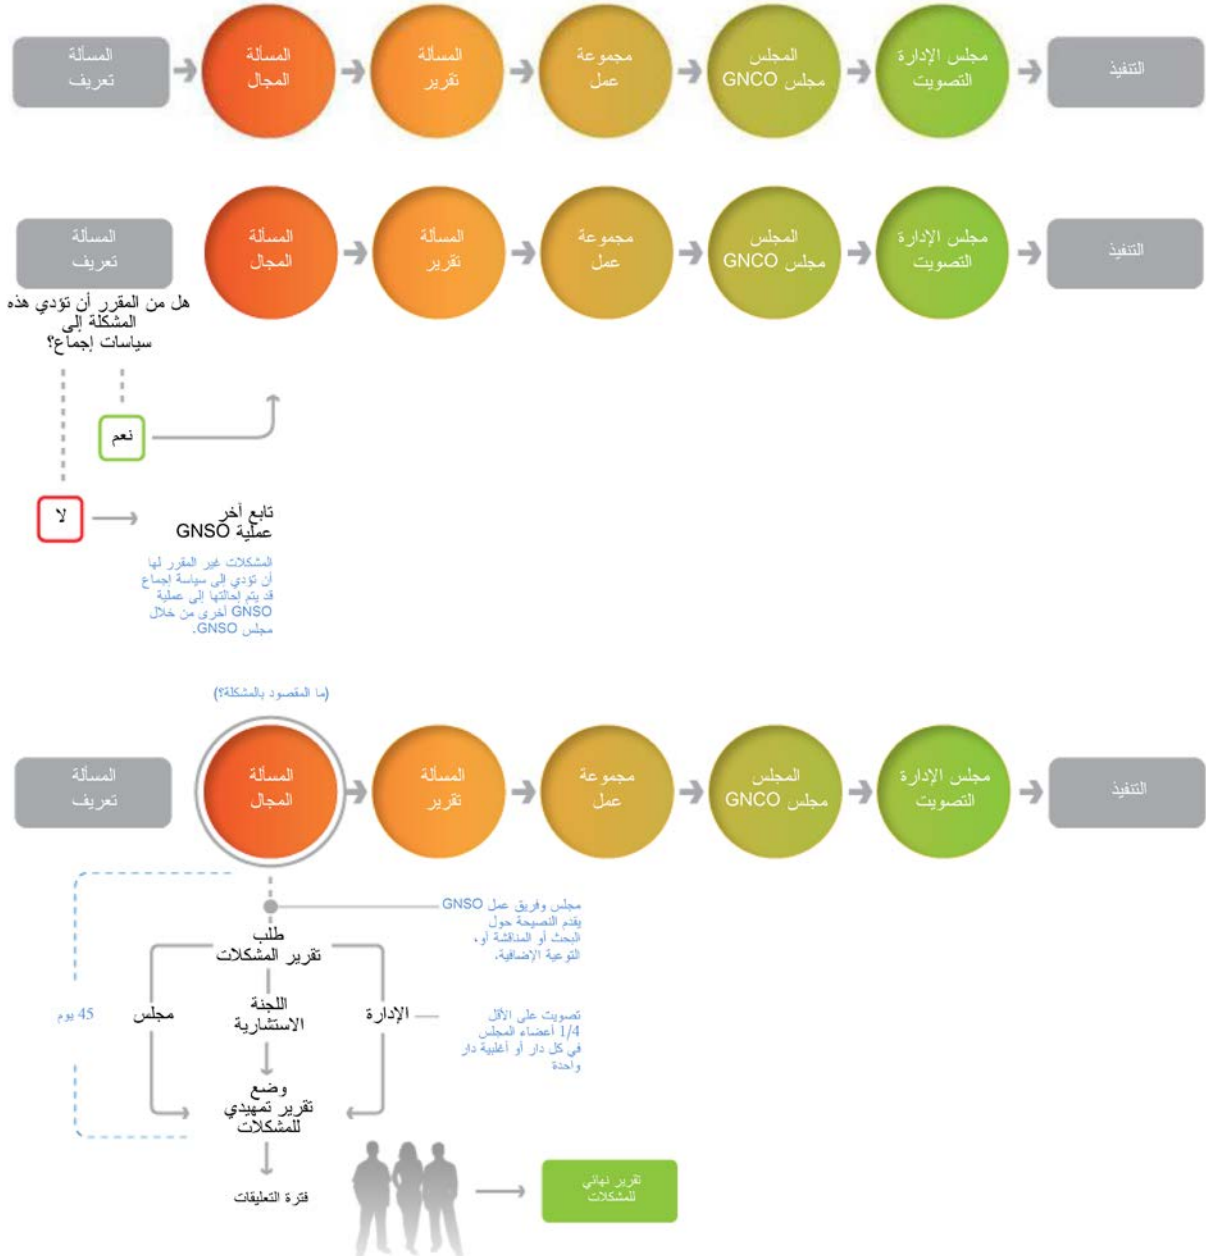 المسألة
تعريف
المسألة
المجال
المسألة
تقرير
مجموعة
عمل
المجلس
مجلس GNCO
مجلس الإدارة
التصويت
التنفيذ
المسألة
تعريف
المسألة
المجال
المسألة
تقرير
مجموعة
عمل
المجلس
مجلس GNCO
مجلس الإدارة
التصويت
التنفيذ
هل من المقرر أن تؤدي هذه
المشكلة إلى
سياسات إجماع؟
نعم
لا
تابع آخر
عملية GNSO
المشكلات غير المقرر لها
أن تؤدي إلى سياسة إجماع
قد يتم إحالتها إلى عملية
GNSO أخرى من خلال
مجلس GNSO.
(ما المقصود بالمشكلة؟)
المسألة
تعريف
المسألة
المجال
المسألة
تقرير
مجموعة
عمل
المجلس
مجلس GNCO
مجلس الإدارة
التصويت
التنفيذ
مجلس وفريق عمل GNSO
يقدم النصيحة حول
البحث أو المناقشة أو،
التوعية الإضافية.
طلب
تقرير المشكلات
الإدارة
اللجنة
الاستشارية
مجلس
45 يوم
تصويت على الأقل
1/4 أعضاء المجلس
في كل دار أو أغلبية دار
واحدة
وضع
تقرير تمهيدي
للمشكلات
فترة التعليقات
تقرير نهائي
للمشكلات